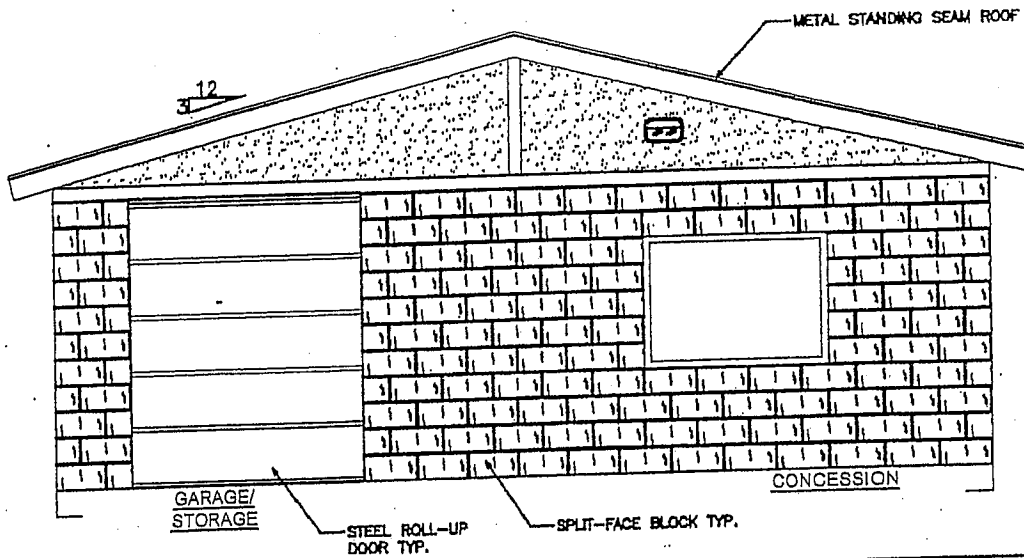 METAL STANDING SEAM ROOF
12
3
GARAGE/
STORAGE
CONCESSION
STEEL ROLL-UP
DOOR TYP.
SPLIT-FACE BLOCK TYP.